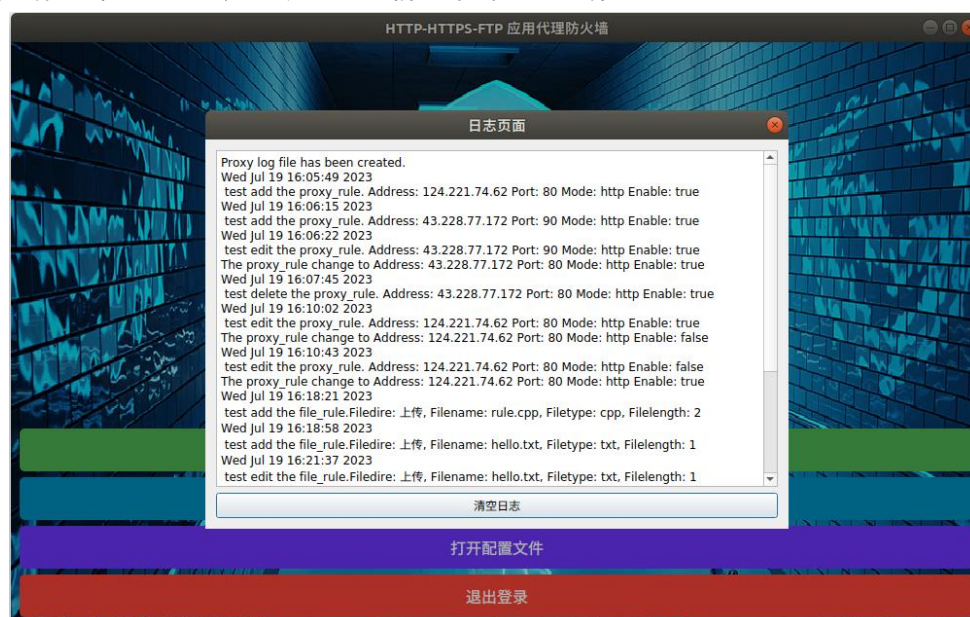 HTTP-HTTPS-FTP 应用代理防火墙
日志页面
Proxy log file has been created.
Wed Jul 19 16:05:49 2023
test add the proxy_rule. Address: 124.221.74.62 Port: 80 Mode: http Enable: true
Wed Jul 19 16:06:15 2023
test add the proxy_rule. Address: 43.228.77.172 Port: 90 Mode: http Enable: true
Wed Jul 19 16:06:22 2023
test edit the proxy_rule. Address: 43.228.77.172 Port: 90 Mode: http Enable: true
The proxy_rule change to Address: 43.228.77.172 Port: 80 Mode: http Enable: true
Wed Jul 19 16:07:45 2023
test delete the proxy_rule. Address: 43.228.77.172 Port: 80 Mode: http Enable: true
Wed Jul 19 16:10:02 2023
test edit the proxy_rule. Address: 124.221.74.62 Port: 80 Mode: http Enable: true
The proxy_rule change to Address: 124.221.74.62 Port: 80 Mode: http Enable: false
Wed Jul 19 16:10:43 2023
test edit the proxy_rule. Address: 124.221.74.62 Port: 80 Mode: http Enable: false
The proxy_rule change to Address: 124.221.74.62 Port: 80 Mode: http Enable: true
Wed Jul 19 16:18:21 2023
test add the file_rule.Filedire: 上传, Filename: rule.cpp, Filetype: cpp, Filelength: 2
Wed Jul 19 16:18:58 2023
test add the file_rule.Filedire: 上传, Filename: hello.txt, Filetype: txt, Filelength: 1
Wed Jul 19 16:21:37 2023
test edit the file_rule.Filedire: 上传, Filename: hello.txt, Filetype: txt, Filelength: 1
清空日志
打开配置文件
退出登录